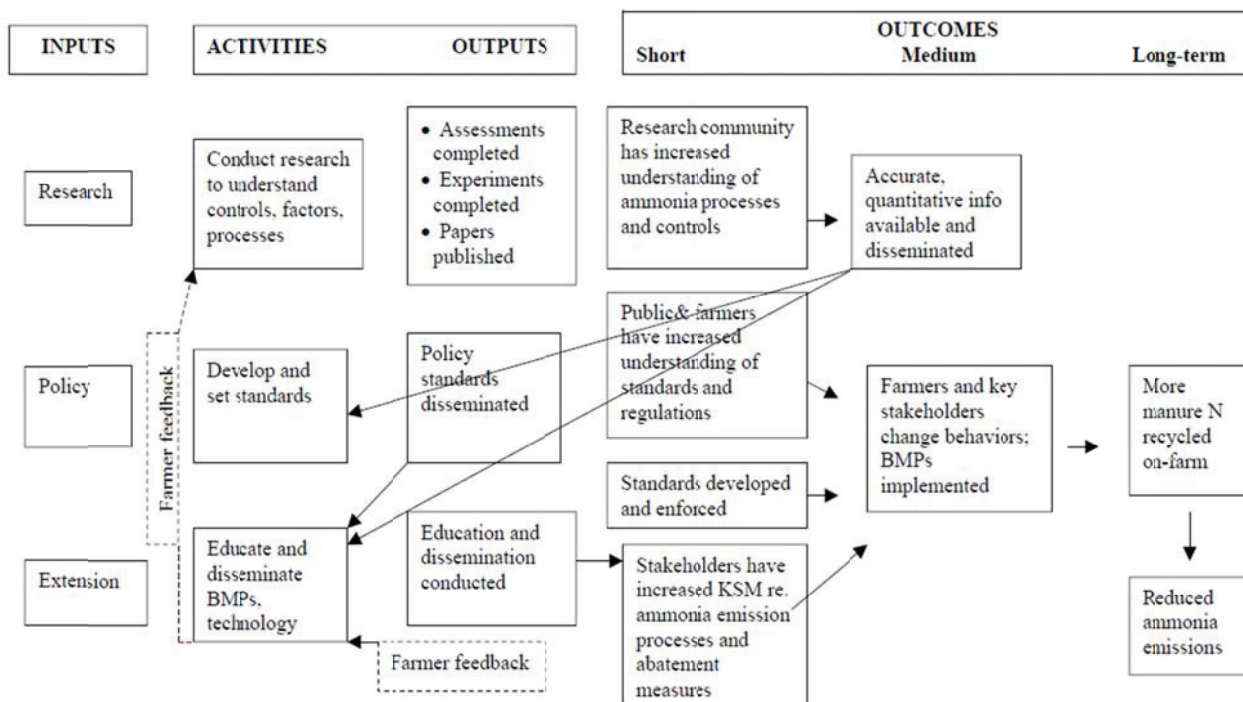 INPUTS
ACTIVITIES
OUTPUTS
OUTCOMES
Short
Medium
Long-term
Research
Conduct research
to understand
controls, factors,
processes
• Assessments
completed
• Experiments
completed
• Papers
published
Research community
has increased
understanding of
ammonia processes
and controls
Accurate,
quantitative info
available and
disseminated
Farmer feedback
Policy
Develop and
set standards
Policy
standards
disseminated
Public& farmers
have increased
understanding of
standards and
regulations
Farmers and key
stakeholders
change behaviors;
BMPs
implemented
More
manure N
recycled
on-farm
Standards developed
and enforced
Extension
Educate and
disseminate
BMPs,
technology
Education and
dissemination
conducted
Stakeholders have
increased KSM re.
ammonia emission
processes and
abatement
measures
Reduced
ammonia
emissions
Farmer feedback